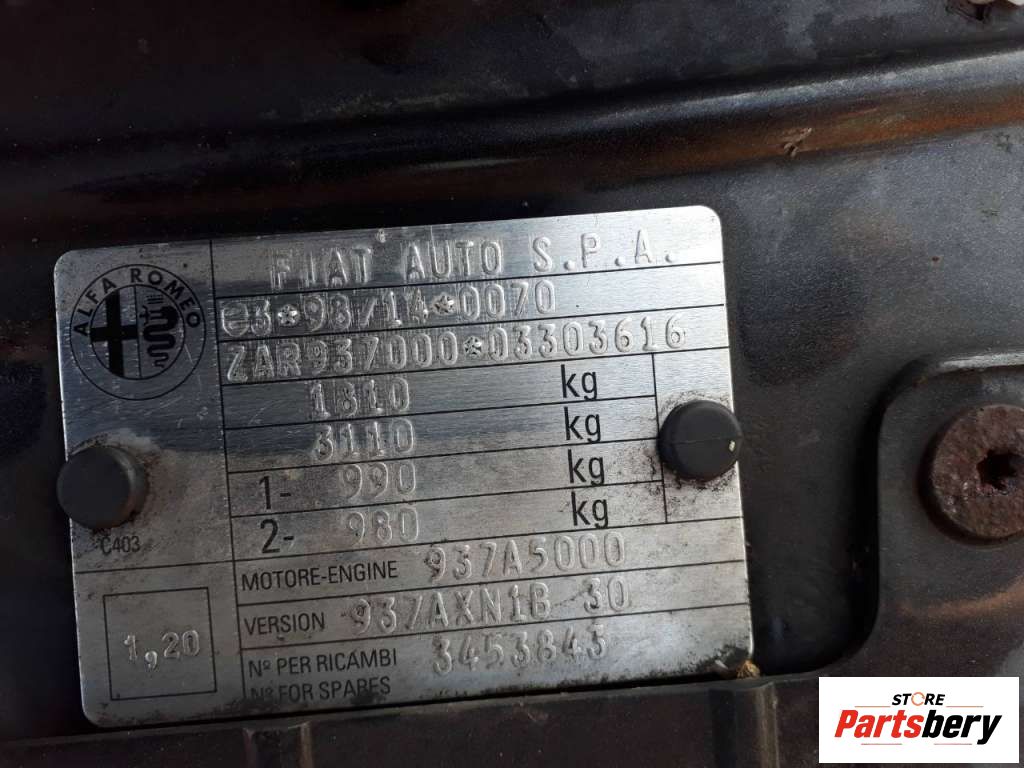 ALFA ROMEO
FIAT AUTO S.P.A.
e3*98/14*0070
ZAR937000*03303616
1810 kg
3110 kg
1- 990 kg
2- 980 kg
C403
MOTORE-ENGINE 937A5000
VERSION 937AXN1B 30
1,20
Nº PER RICAMBI 3453843
Nº FOR SPARES
STORE
Partsbery